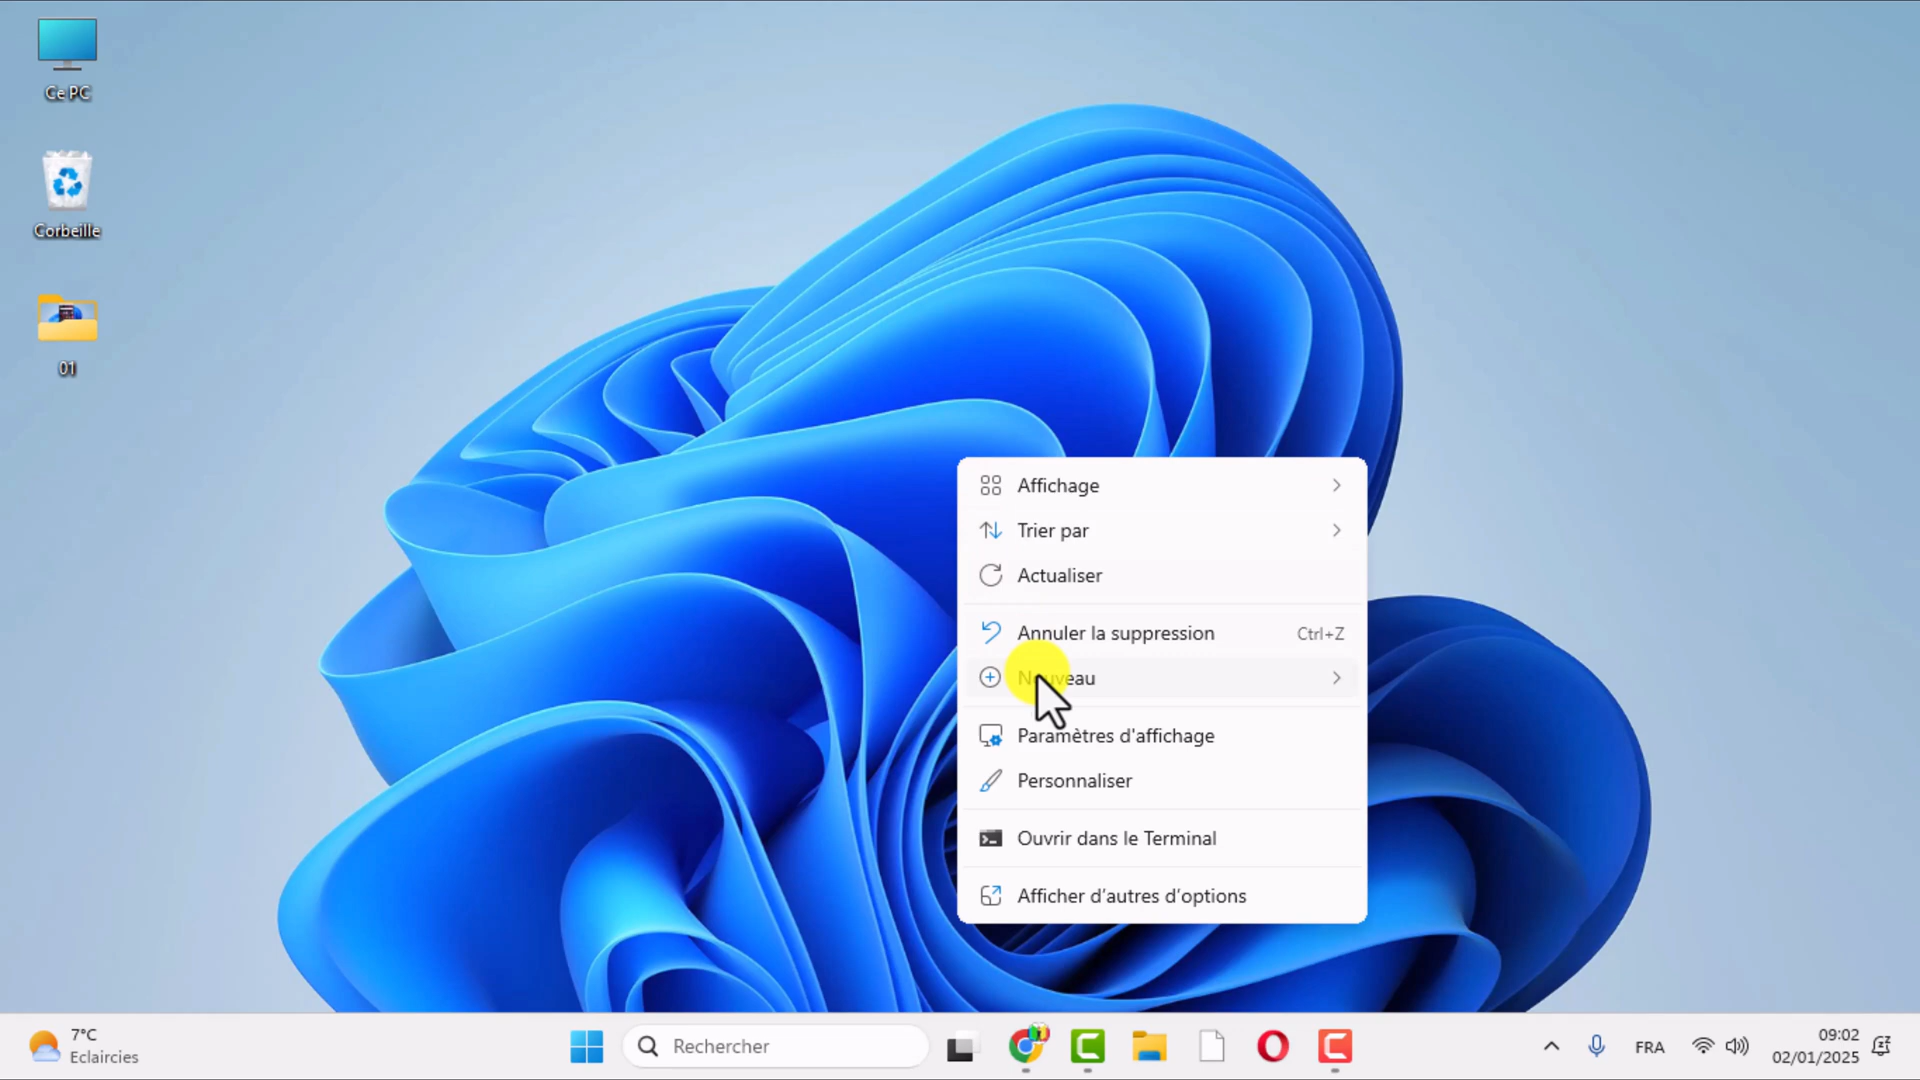 Ce PC
Corbeille
01
Affichage
Trier par
Actualiser
Annuler la suppression Ctrl+Z
Nouveau
Paramètres d'affichage
Personnaliser
Ouvrir dans le Terminal
Afficher d’autres d’options
7°C
Eclaircies
Rechercher
FRA
09:02
02/01/2025